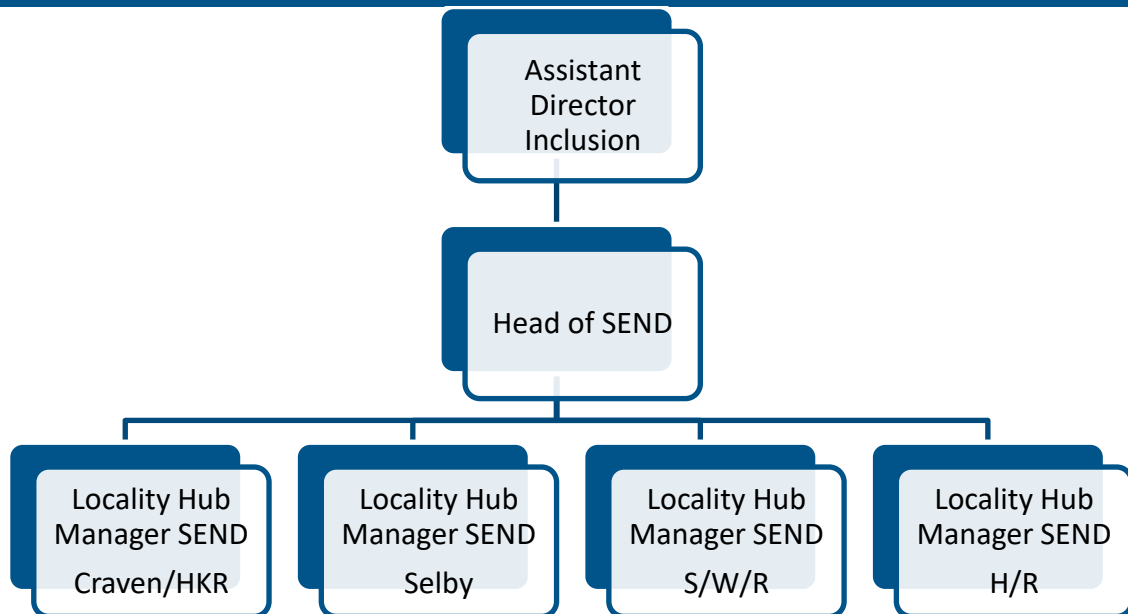 Assistant
Director
Inclusion
Head of SEND
Locality Hub
Manager SEND
Craven/HKR
Locality Hub
Manager SEND
Selby
Locality Hub
Manager SEND
S/W/R
Locality Hub
Manager SEND
H/R